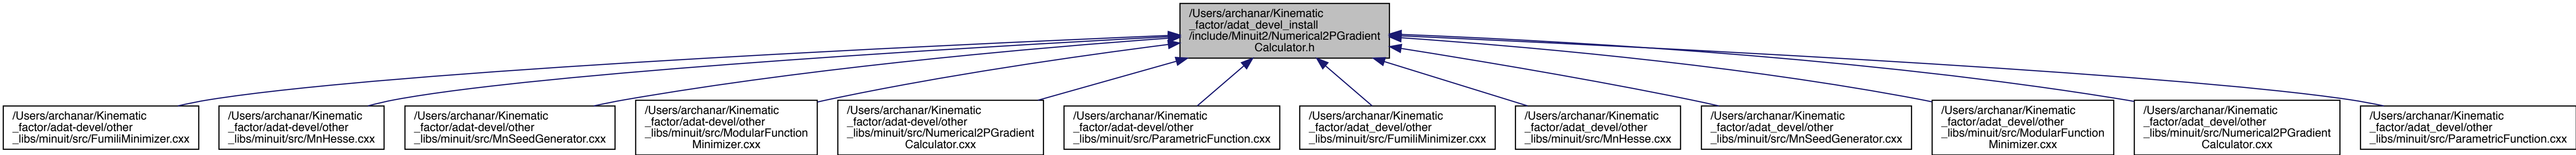 /Users/archanar/Kinematic
_factor/adat_devel_install
/include/Minuit2/Numerical2PGradient
Calculator.h
/Users/archanar/Kinematic
_factor/adat-devel/other
_libs/minuit/src/FumiliMinimizer.cxx
/Users/archanar/Kinematic
_factor/adat-devel/other
_libs/minuit/src/MnHesse.cxx
/Users/archanar/Kinematic
_factor/adat-devel/other
_libs/minuit/src/MnSeedGenerator.cxx
/Users/archanar/Kinematic
_factor/adat-devel/other
_libs/minuit/src/ModularFunction
Minimizer.cxx
/Users/archanar/Kinematic
_factor/adat-devel/other
_libs/minuit/src/Numerical2PGradient
Calculator.cxx
/Users/archanar/Kinematic
_factor/adat-devel/other
_libs/minuit/src/ParametricFunction.cxx
/Users/archanar/Kinematic
_factor/adat_devel/other
_libs/minuit/src/FumiliMinimizer.cxx
/Users/archanar/Kinematic
_factor/adat_devel/other
_libs/minuit/src/MnHesse.cxx
/Users/archanar/Kinematic
_factor/adat_devel/other
_libs/minuit/src/MnSeedGenerator.cxx
/Users/archanar/Kinematic
_factor/adat_devel/other
_libs/minuit/src/ModularFunction
Minimizer.cxx
/Users/archanar/Kinematic
_factor/adat_devel/other
_libs/minuit/src/Numerical2PGradient
Calculator.cxx
/Users/archanar/Kinematic
_factor/adat_devel/other
_libs/minuit/src/ParametricFunction.cxx